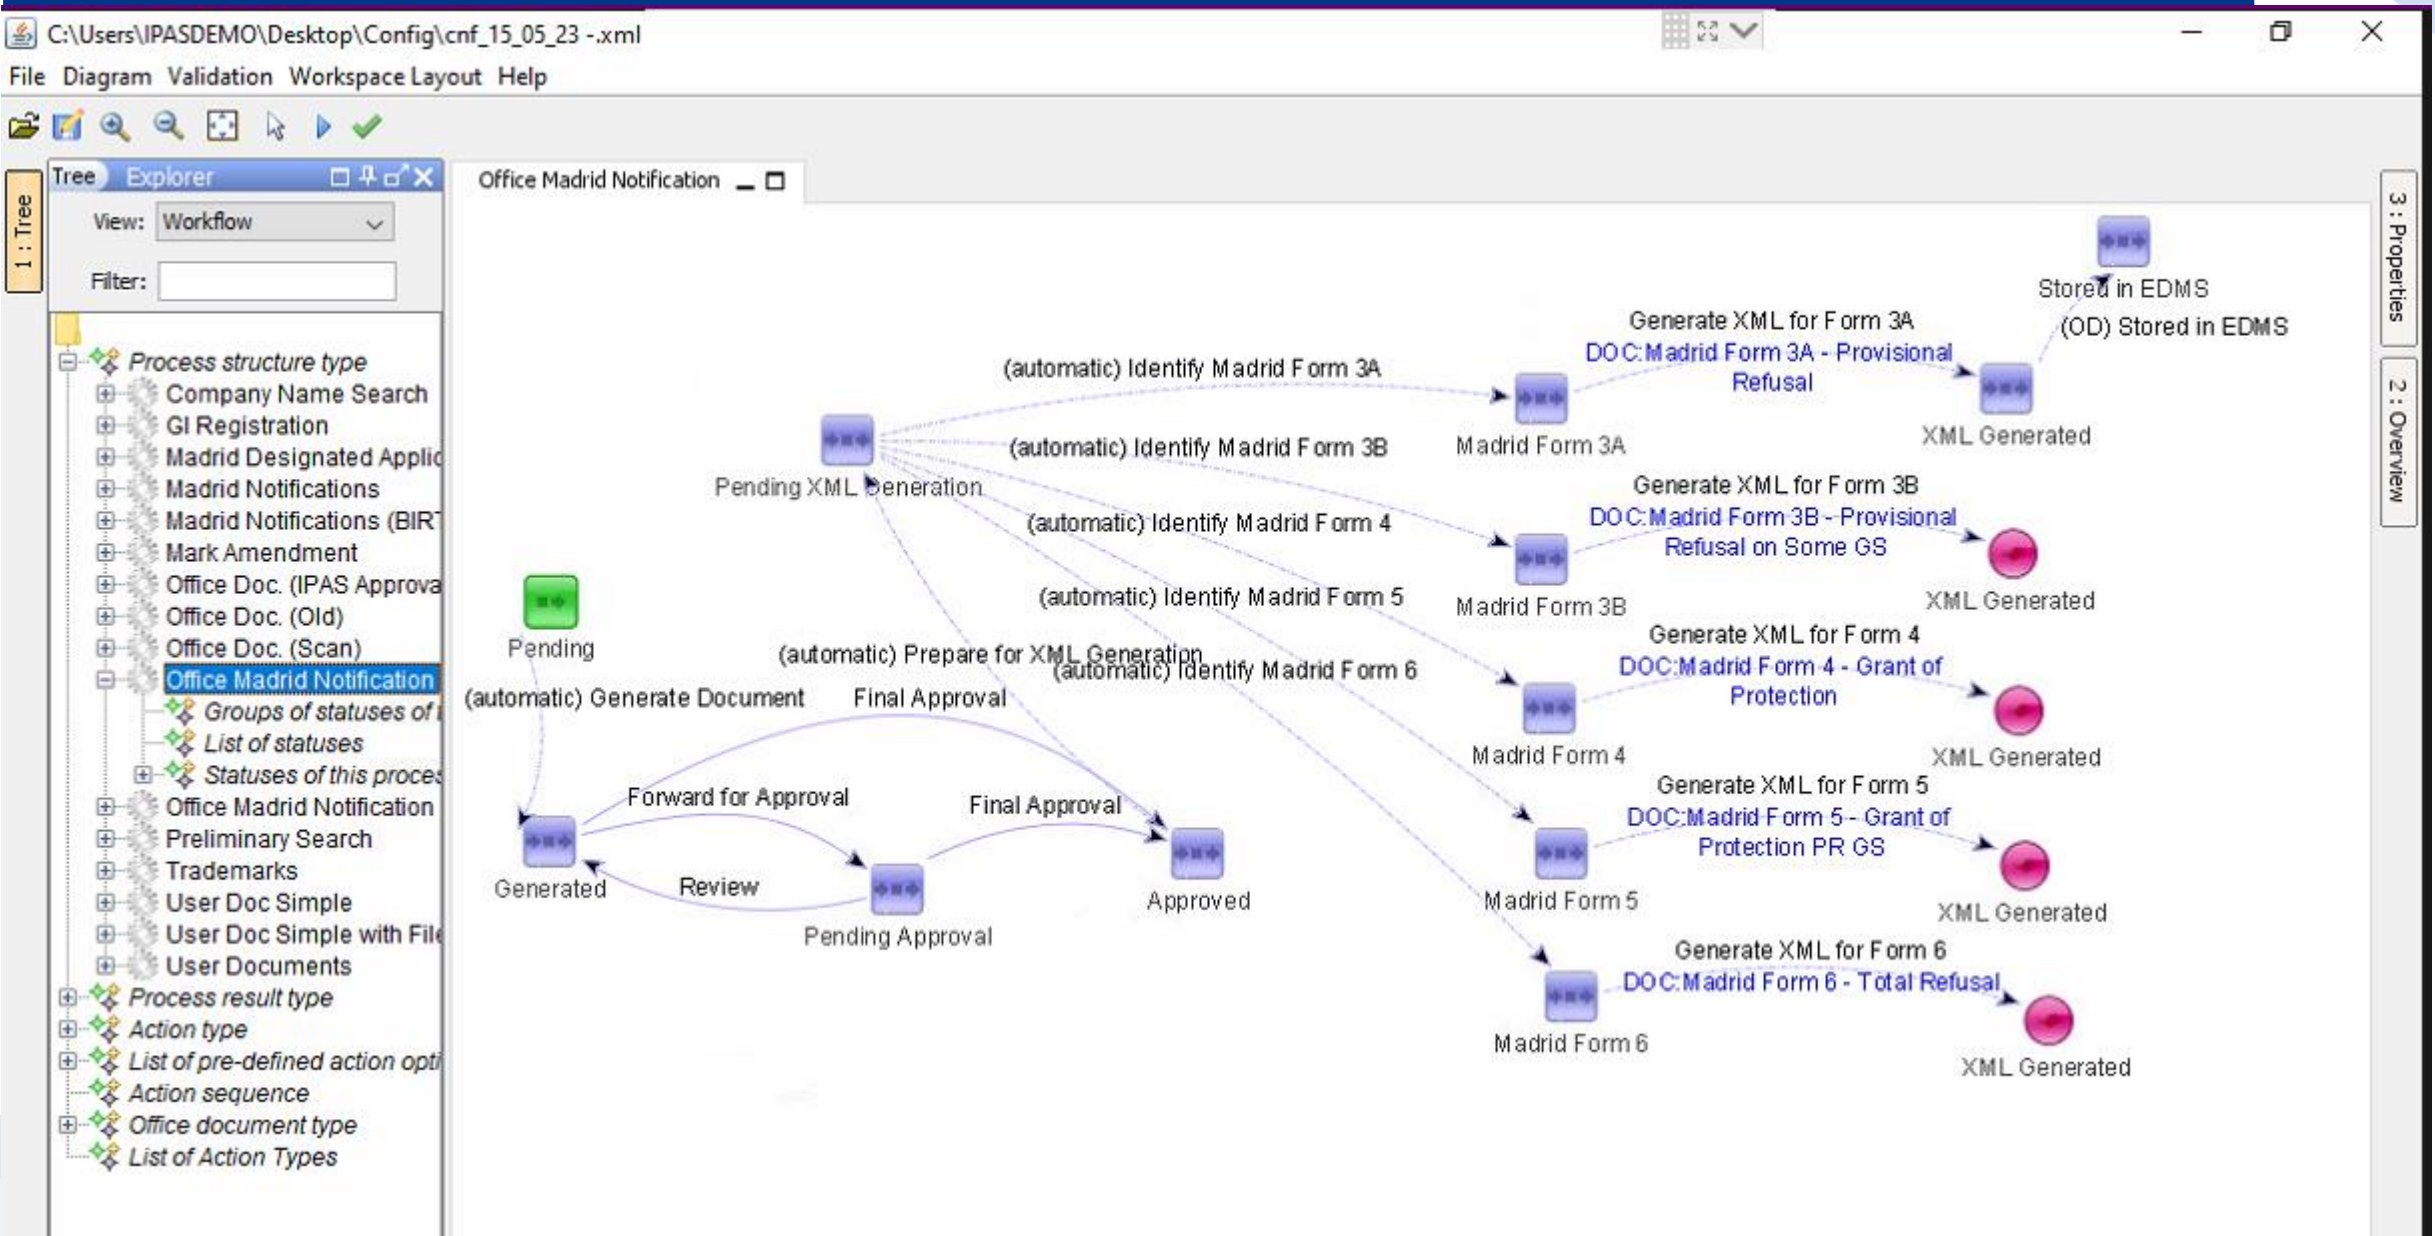 C:\Users\IPASDEMO\Desktop\Config\cnf_15_05_23 -.xml
File Diagram Validation Workspace Layout Help
1 : Tree
Tree Explorer
View: Workflow
Filter:
Process structure type
Company Name Search
GI Registration
Madrid Designated Applic
Madrid Notifications
Madrid Notifications (BIRT
Mark Amendment
Office Doc. (IPAS Approva
Office Doc. (Old)
Office Doc. (Scan)
Office Madrid Notification
Groups of statuses of t
List of statuses
Statuses of this proces
Office Madrid Notification
Preliminary Search
Trademarks
User Doc Simple
User Doc Simple with File
User Documents
Process result type
Action type
List of pre-defined action opti
Action sequence
Office document type
List of Action Types
Office Madrid Notification
Pending
(automatic) Generate Document
Generated
Forward for Approval
Review
Pending Approval
Final Approval
Final Approval
Approved
(automatic) Prepare for XML Generation
Pending XML Generation
(automatic) Identify Madrid Form 3A
(automatic) Identify Madrid Form 3B
(automatic) Identify Madrid Form 4
(automatic) Identify Madrid Form 5
(automatic) Identify Madrid Form 6
Madrid Form 3A
Generate XML for Form 3A
DOC:Madrid Form 3A - Provisional
Refusal
XML Generated
(OD) Stored in EDMS
Stored in EDMS
Madrid Form 3B
Generate XML for Form 3B
DOC:Madrid Form 3B - Provisional
Refusal on Some GS
XML Generated
Madrid Form 4
Generate XML for Form 4
DOC:Madrid Form 4 - Grant of
Protection
XML Generated
Madrid Form 5
Generate XML for Form 5
DOC:Madrid Form 5 - Grant of
Protection PR GS
XML Generated
Madrid Form 6
Generate XML for Form 6
DOC:Madrid Form 6 - Total Refusal
XML Generated
3 : Properties
2 : Overview